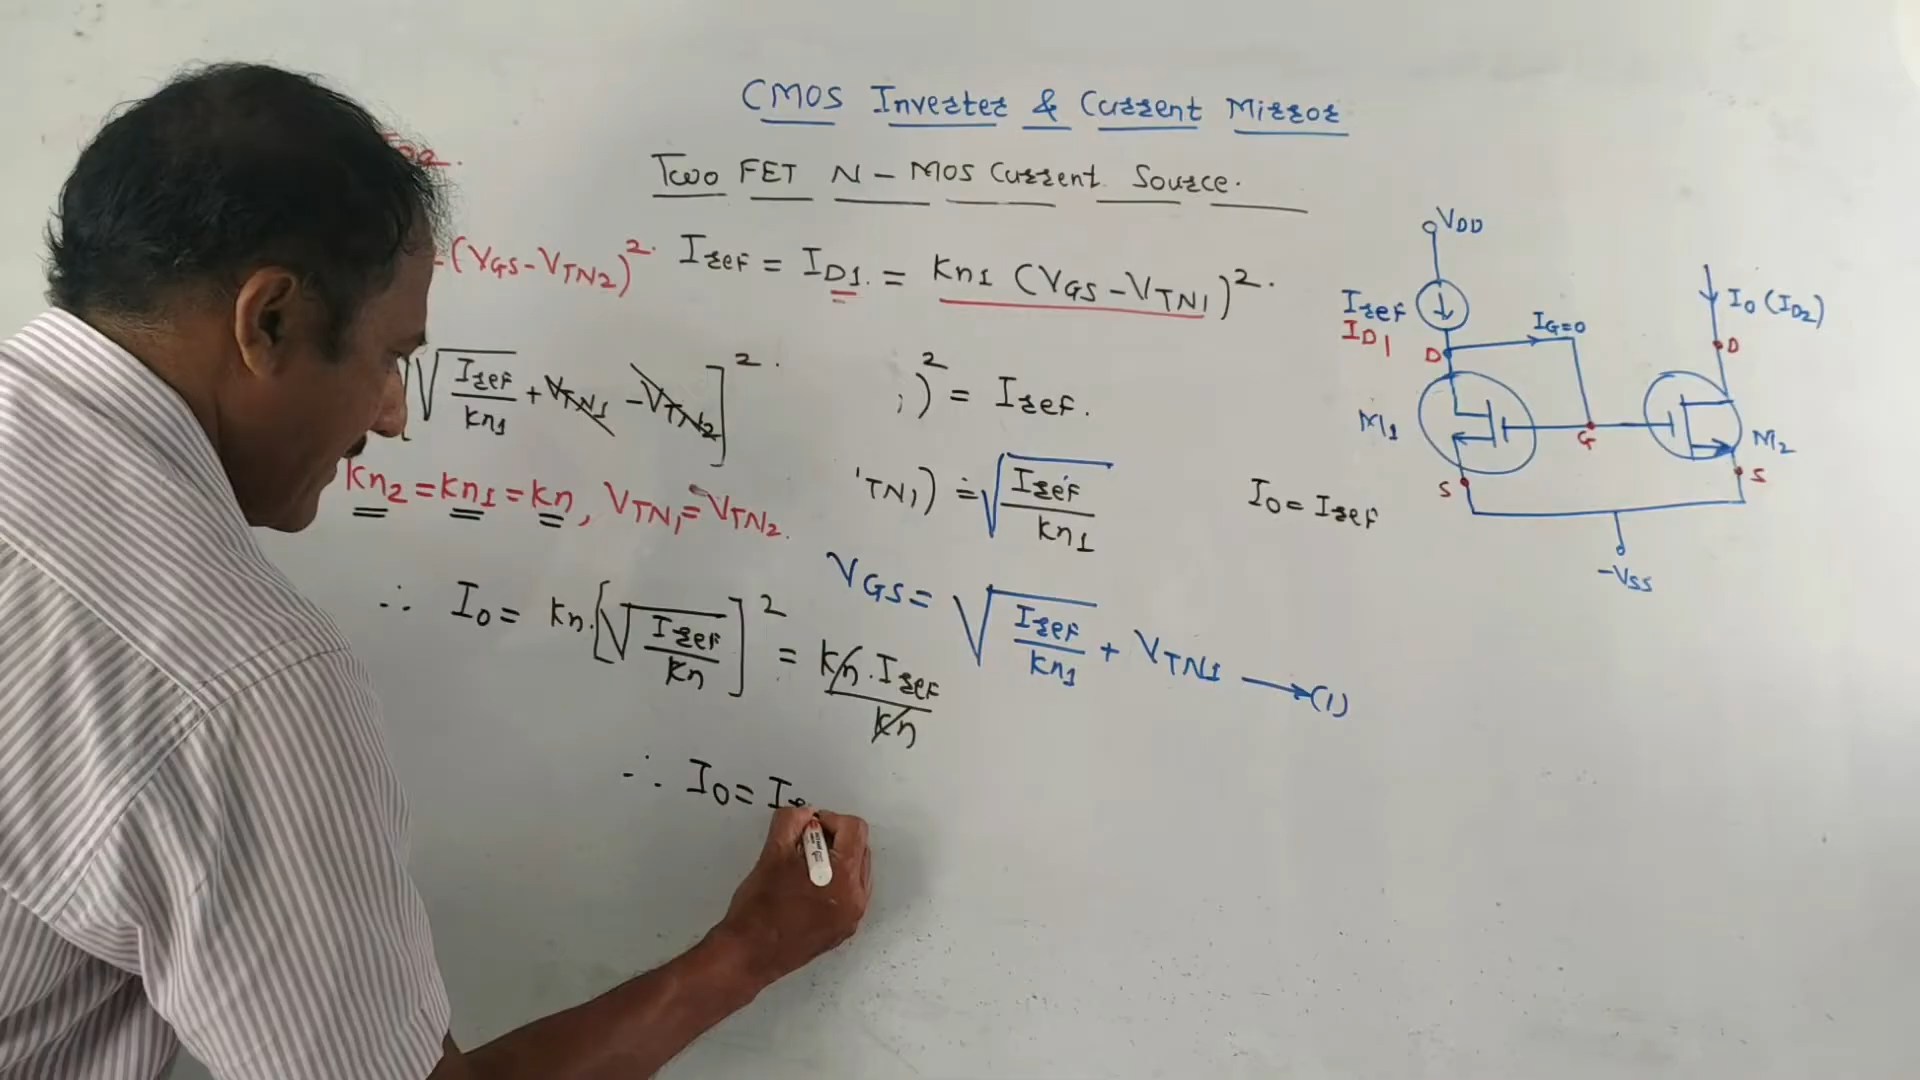 CMOS Inverter & Current Mirror
Two FET N-MOS Current Source.
(VGS-VTN2)².
Iref = ID1. = kn1 (VGS-VTN1)².
[√(Iref/kn1) + VTN1 - VTN2]².
)² = Iref.
TN1) = √(Iref/kn1)
kn2 = kn1 = kn, VTN1 = VTN2.
VGS = √(Iref/kn1) + VTN1 → (1)
∴ I0 = kn.[√(Iref/kn)]² = kn.Iref/kn
∴ I0 = I
VDD
Iref
ID1
D
IG=0
I0 (ID2)
D
M1
G
M2
S
S
I0 = Iref
-VSS